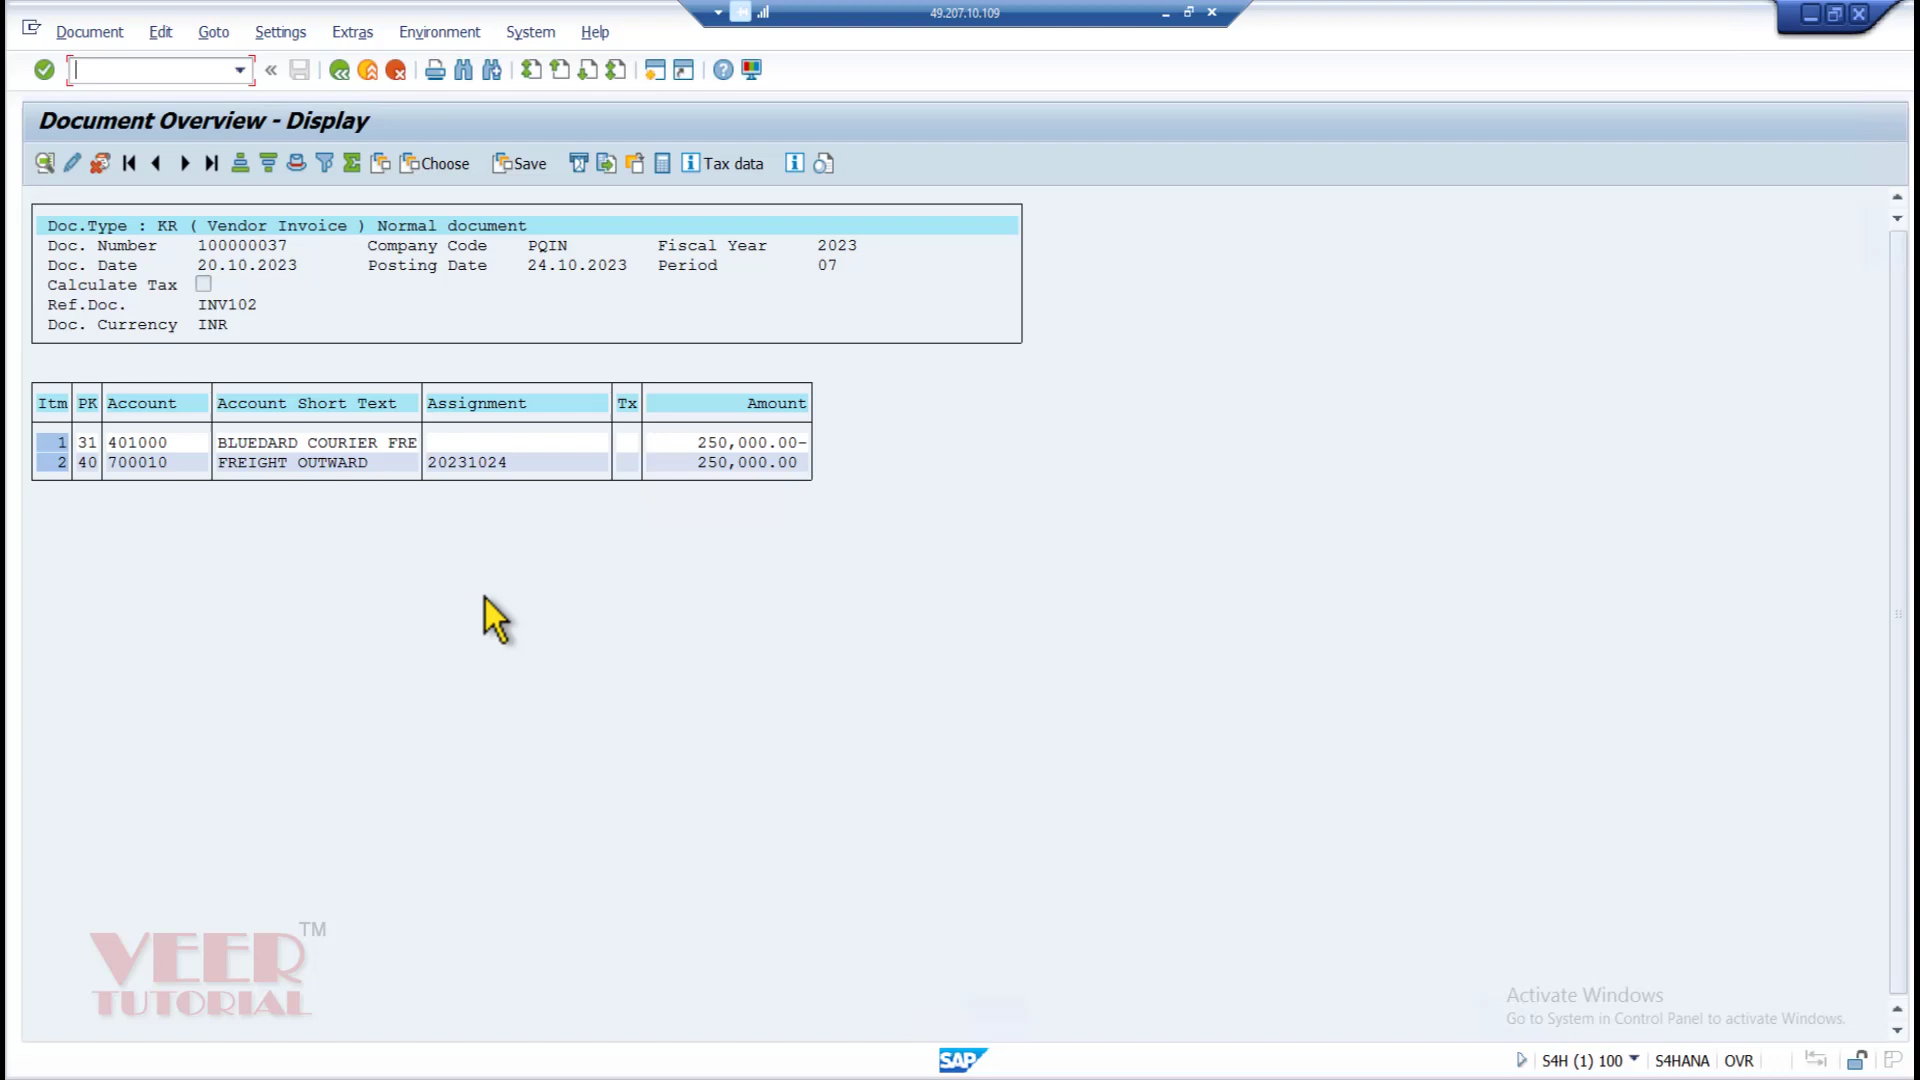 49.207.10.109
Document Edit Goto Settings Extras Environment System Help
Document Overview - Display
Choose Save Tax data
Doc.Type : KR ( Vendor Invoice ) Normal document
Doc. Number 100000037 Company Code PQIN Fiscal Year 2023
Doc. Date 20.10.2023 Posting Date 24.10.2023 Period 07
Calculate Tax
Ref.Doc. INV102
Doc. Currency INR
Itm PK Account Account Short Text Assignment Tx Amount
1 31 401000 BLUEDARD COURIER FRE 250,000.00-
2 40 700010 FREIGHT OUTWARD 20231024 250,000.00
VEER TM
TUTORIAL
Activate Windows
Go to System in Control Panel to activate Windows.
SAP S4H (1) 100 S4HANA OVR